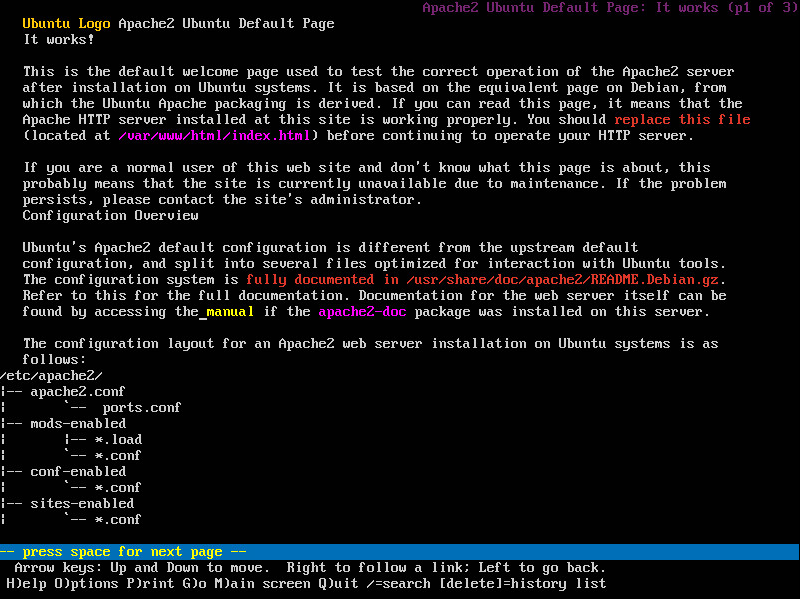 Apache2 Ubuntu Default Page: It works (p1 of 3)
Ubuntu Logo Apache2 Ubuntu Default Page
It works!
This is the default welcome page used to test the correct operation of the Apache2 server
after installation on Ubuntu systems. It is based on the equivalent page on Debian, from
which the Ubuntu Apache packaging is derived. If you can read this page, it means that the
Apache HTTP server installed at this site is working properly. You should replace this file
(located at /var/www/html/index.html) before continuing to operate your HTTP server.
If you are a normal user of this web site and don't know what this page is about, this
probably means that the site is currently unavailable due to maintenance. If the problem
persists, please contact the site's administrator.
Configuration Overview
Ubuntu's Apache2 default configuration is different from the upstream default
configuration, and split into several files optimized for interaction with Ubuntu tools.
The configuration system is fully documented in /usr/share/doc/apache2/README.Debian.gz.
Refer to this for the full documentation. Documentation for the web server itself can be
found by accessing the_manual if the apache2-doc package was installed on this server.
The configuration layout for an Apache2 web server installation on Ubuntu systems is as
follows:
/etc/apache2/
|-- apache2.conf
|       `--  ports.conf
|-- mods-enabled
|       |-- *.load
|       `-- *.conf
|-- conf-enabled
|       `-- *.conf
|-- sites-enabled
|       `-- *.conf
-- press space for next page --
Arrow keys: Up and Down to move.  Right to follow a link; Left to go back.
H)elp O)ptions P)rint G)o M)ain screen Q)uit /=search [delete]=history list